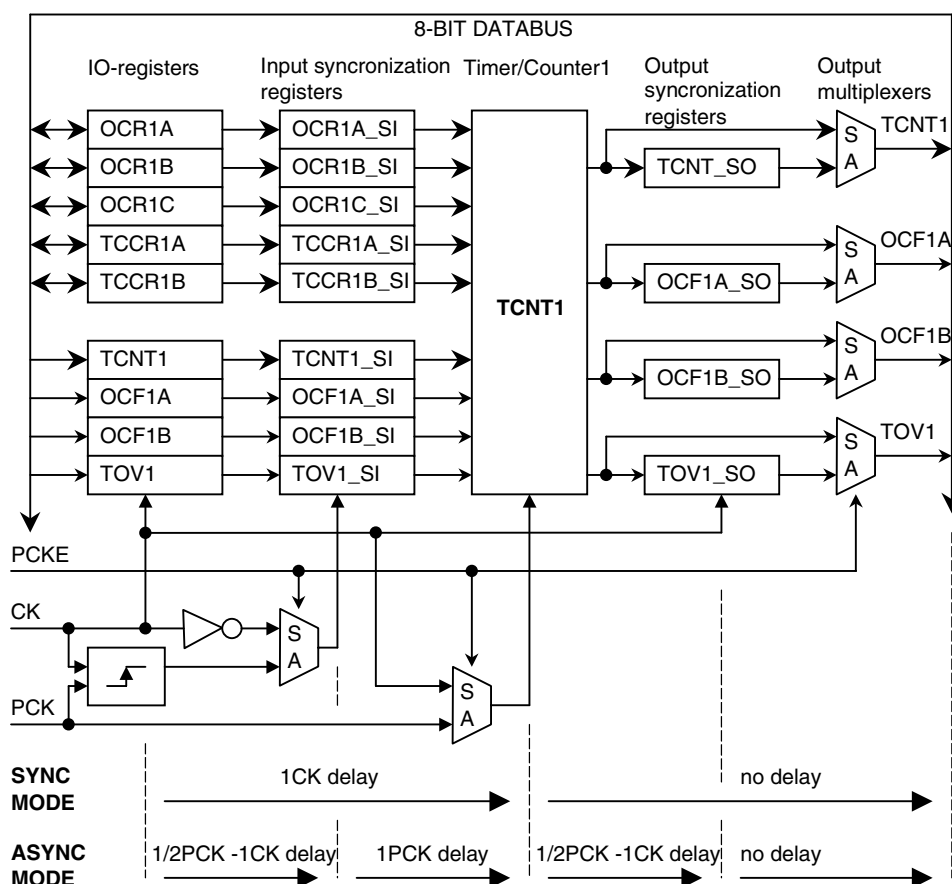 8-BIT DATABUS
IO-registers
Input syncronization
registers
Timer/Counter1
Output
syncronization
registers
Output
multiplexers
OCR1A
OCR1A_SI
OCR1B
OCR1B_SI
OCR1C
OCR1C_SI
TCCR1A
TCCR1A_SI
TCCR1B
TCCR1B_SI
TCNT1
TCNT1_SI
OCF1A
OCF1A_SI
OCF1B
OCF1B_SI
TOV1
TOV1_SI
TCNT1
TCNT_SO
S
A
TCNT1
OCF1A_SO
S
A
OCF1A
OCF1B_SO
S
A
OCF1B
TOV1_SO
S
A
TOV1
PCKE
CK
S
A
PCK
S
A
SYNC
MODE
1CK delay
no delay
ASYNC
MODE
1/2PCK -1CK delay
1PCK delay
1/2PCK -1CK delay
no delay